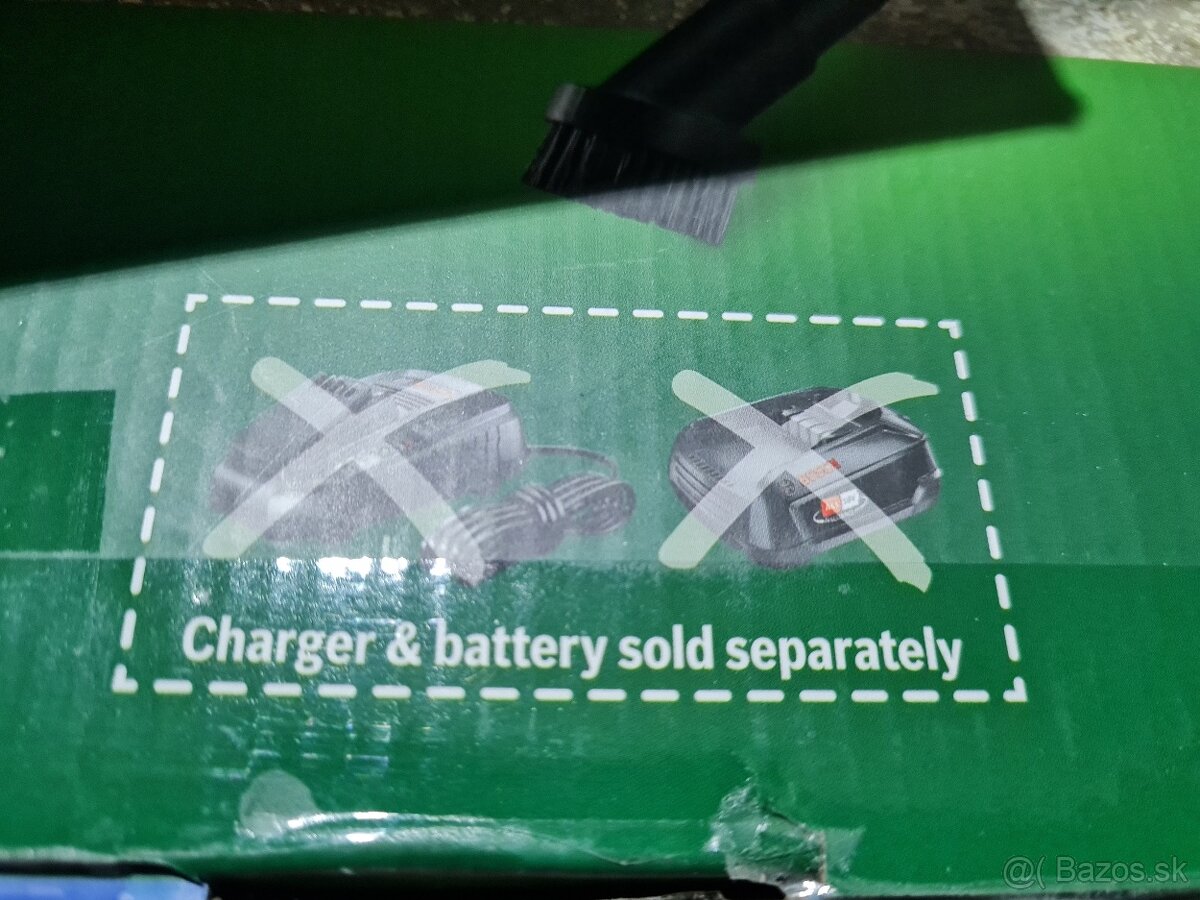 Charger & battery sold separately
@( Bazos.sk